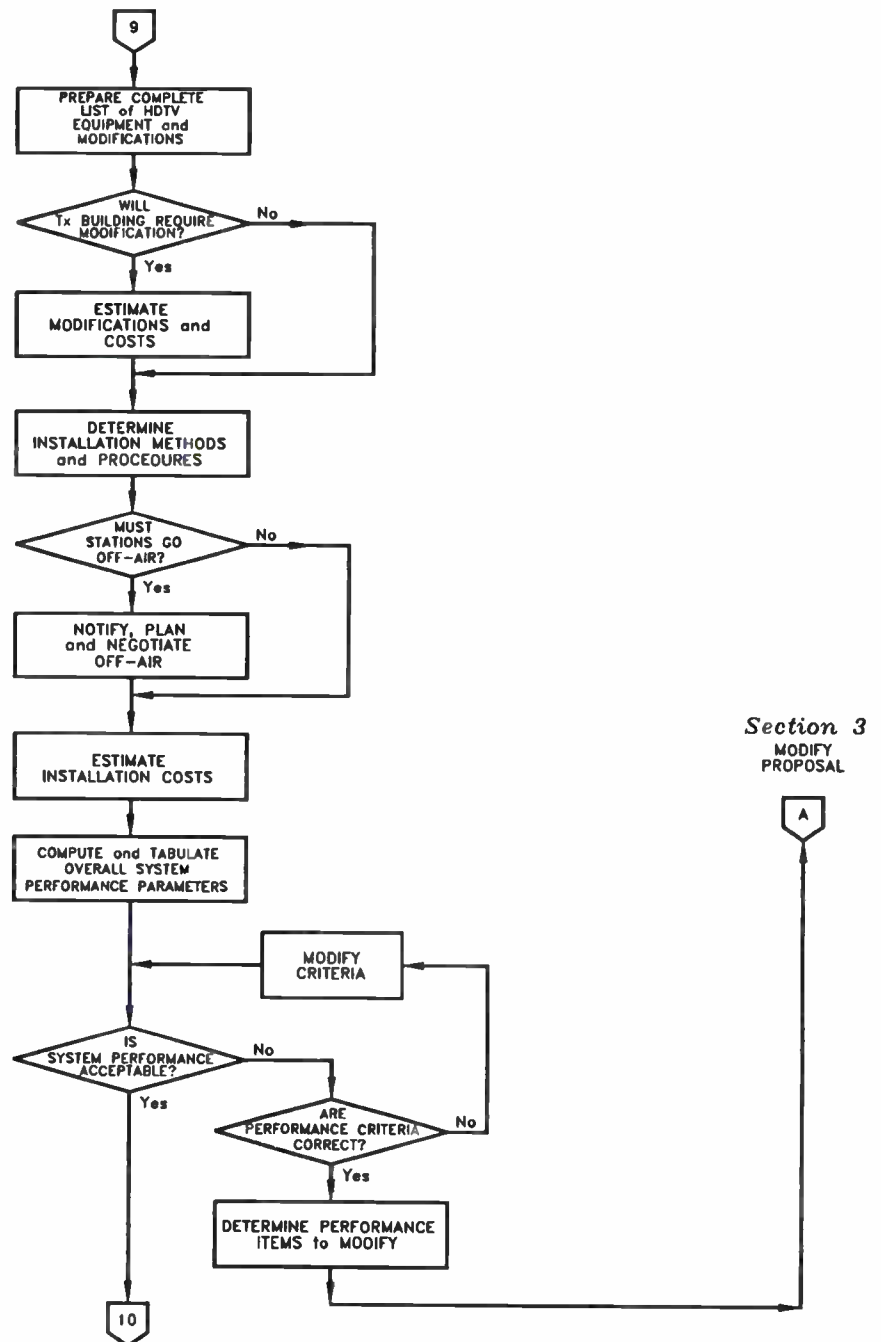 9
PREPARE COMPLETE
LIST of HDTV
EQUIPMENT and
MODIFICATIONS
WILL
Tx BUILDING REQUIRE
MODIFICATION?
No
Yes
ESTIMATE
MODIFICATIONS and
COSTS
DETERMINE
INSTALLATION METHODS
and PROCEDURES
MUST
STATIONS GO
OFF-AIR?
No
Yes
NOTIFY, PLAN
and NEGOTIATE
OFF-AIR
ESTIMATE
INSTALLATION COSTS
Section 3
MODIFY
PROPOSAL
A
COMPUTE and TABULATE
OVERALL SYSTEM
PERFORMANCE PARAMETERS
MODIFY
CRITERIA
IS
SYSTEM PERFORMANCE
ACCEPTABLE?
No
Yes
ARE
PERFORMANCE CRITERIA
CORRECT?
No
Yes
DETERMINE PERFORMANCE
ITEMS to MODIFY
10